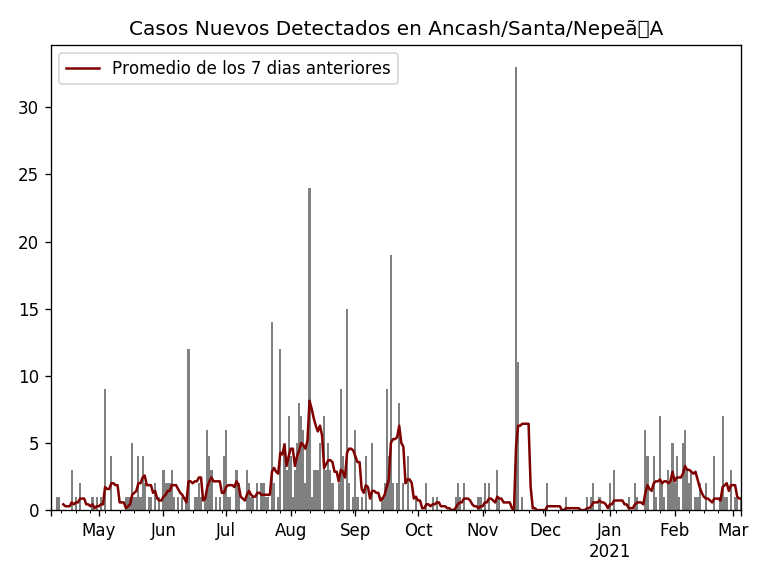 Casos Nuevos Detectados en Ancash/Santa/Nepeã▯A
Promedio de los 7 dias anteriores
30
25
20
15
10
5
0
May Jun Jul Aug Sep Oct Nov Dec Jan Feb Mar
2021